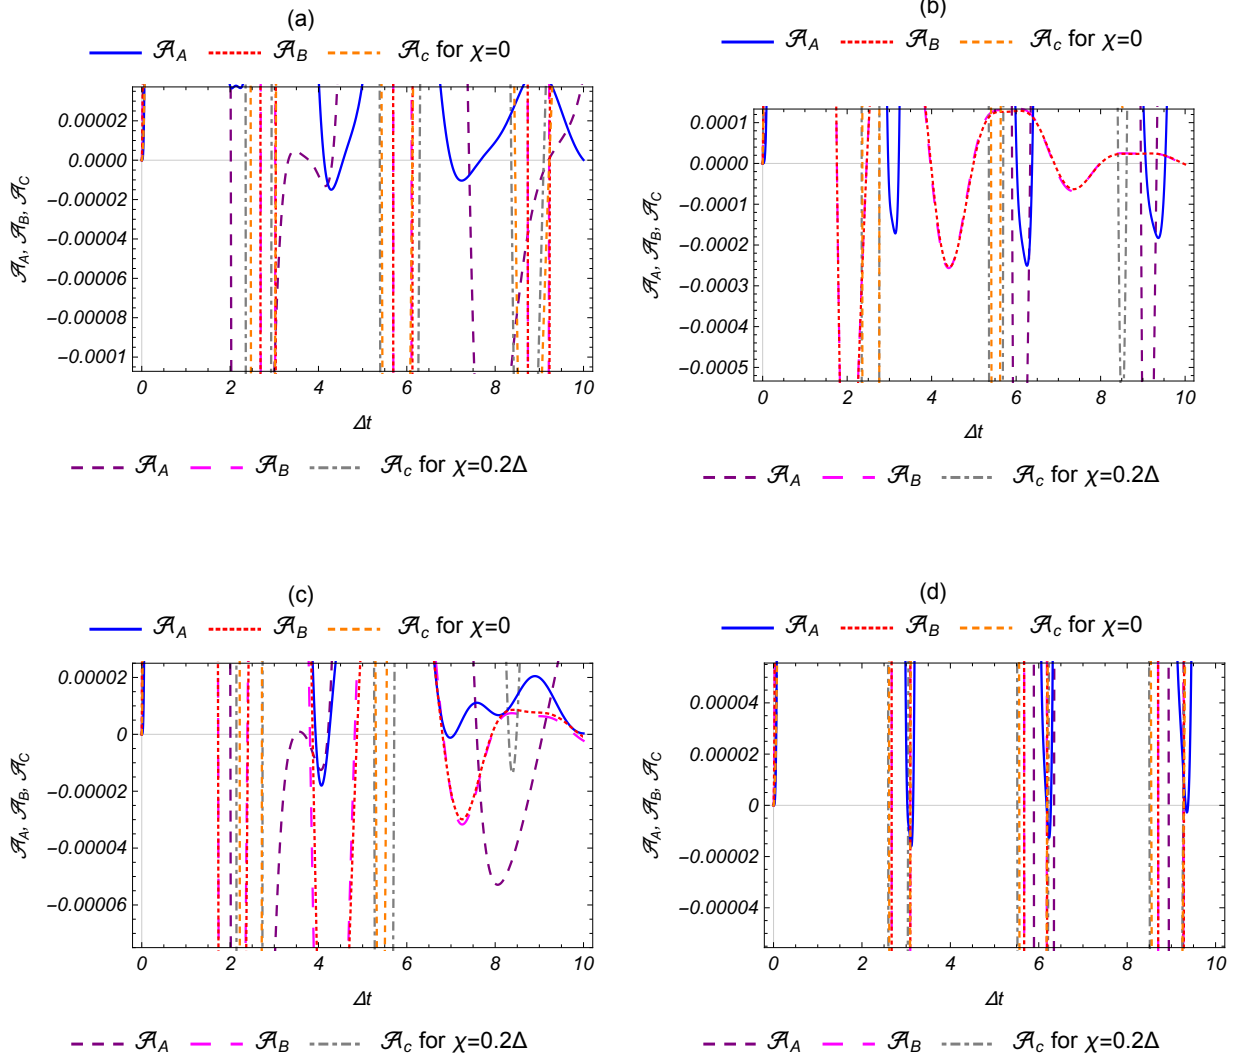 (a)
𝒜A 𝒜B 𝒜c for χ=0
0.00002
0.0000
−0.00002
−0.00004
−0.00006
−0.00008
−0.0001
𝒜A, 𝒜B, 𝒜C
0 2 4 6 8 10
Δt
𝒜A 𝒜B 𝒜c for χ=0.2Δ
(b)
𝒜A 𝒜B 𝒜c for χ=0
0.0001
0.0000
−0.0001
−0.0002
−0.0003
−0.0004
−0.0005
𝒜A, 𝒜B, 𝒜C
0 2 4 6 8 10
Δt
𝒜A 𝒜B 𝒜c for χ=0.2Δ
(c)
𝒜A 𝒜B 𝒜c for χ=0
0.00002
0
−0.00002
−0.00004
−0.00006
𝒜A, 𝒜B, 𝒜C
0 2 4 6 8 10
Δt
𝒜A 𝒜B 𝒜c for χ=0.2Δ
(d)
𝒜A 𝒜B 𝒜c for χ=0
0.00004
0.00002
0
−0.00002
−0.00004
𝒜A, 𝒜B, 𝒜C
0 2 4 6 8 10
Δt
𝒜A 𝒜B 𝒜c for χ=0.2Δ